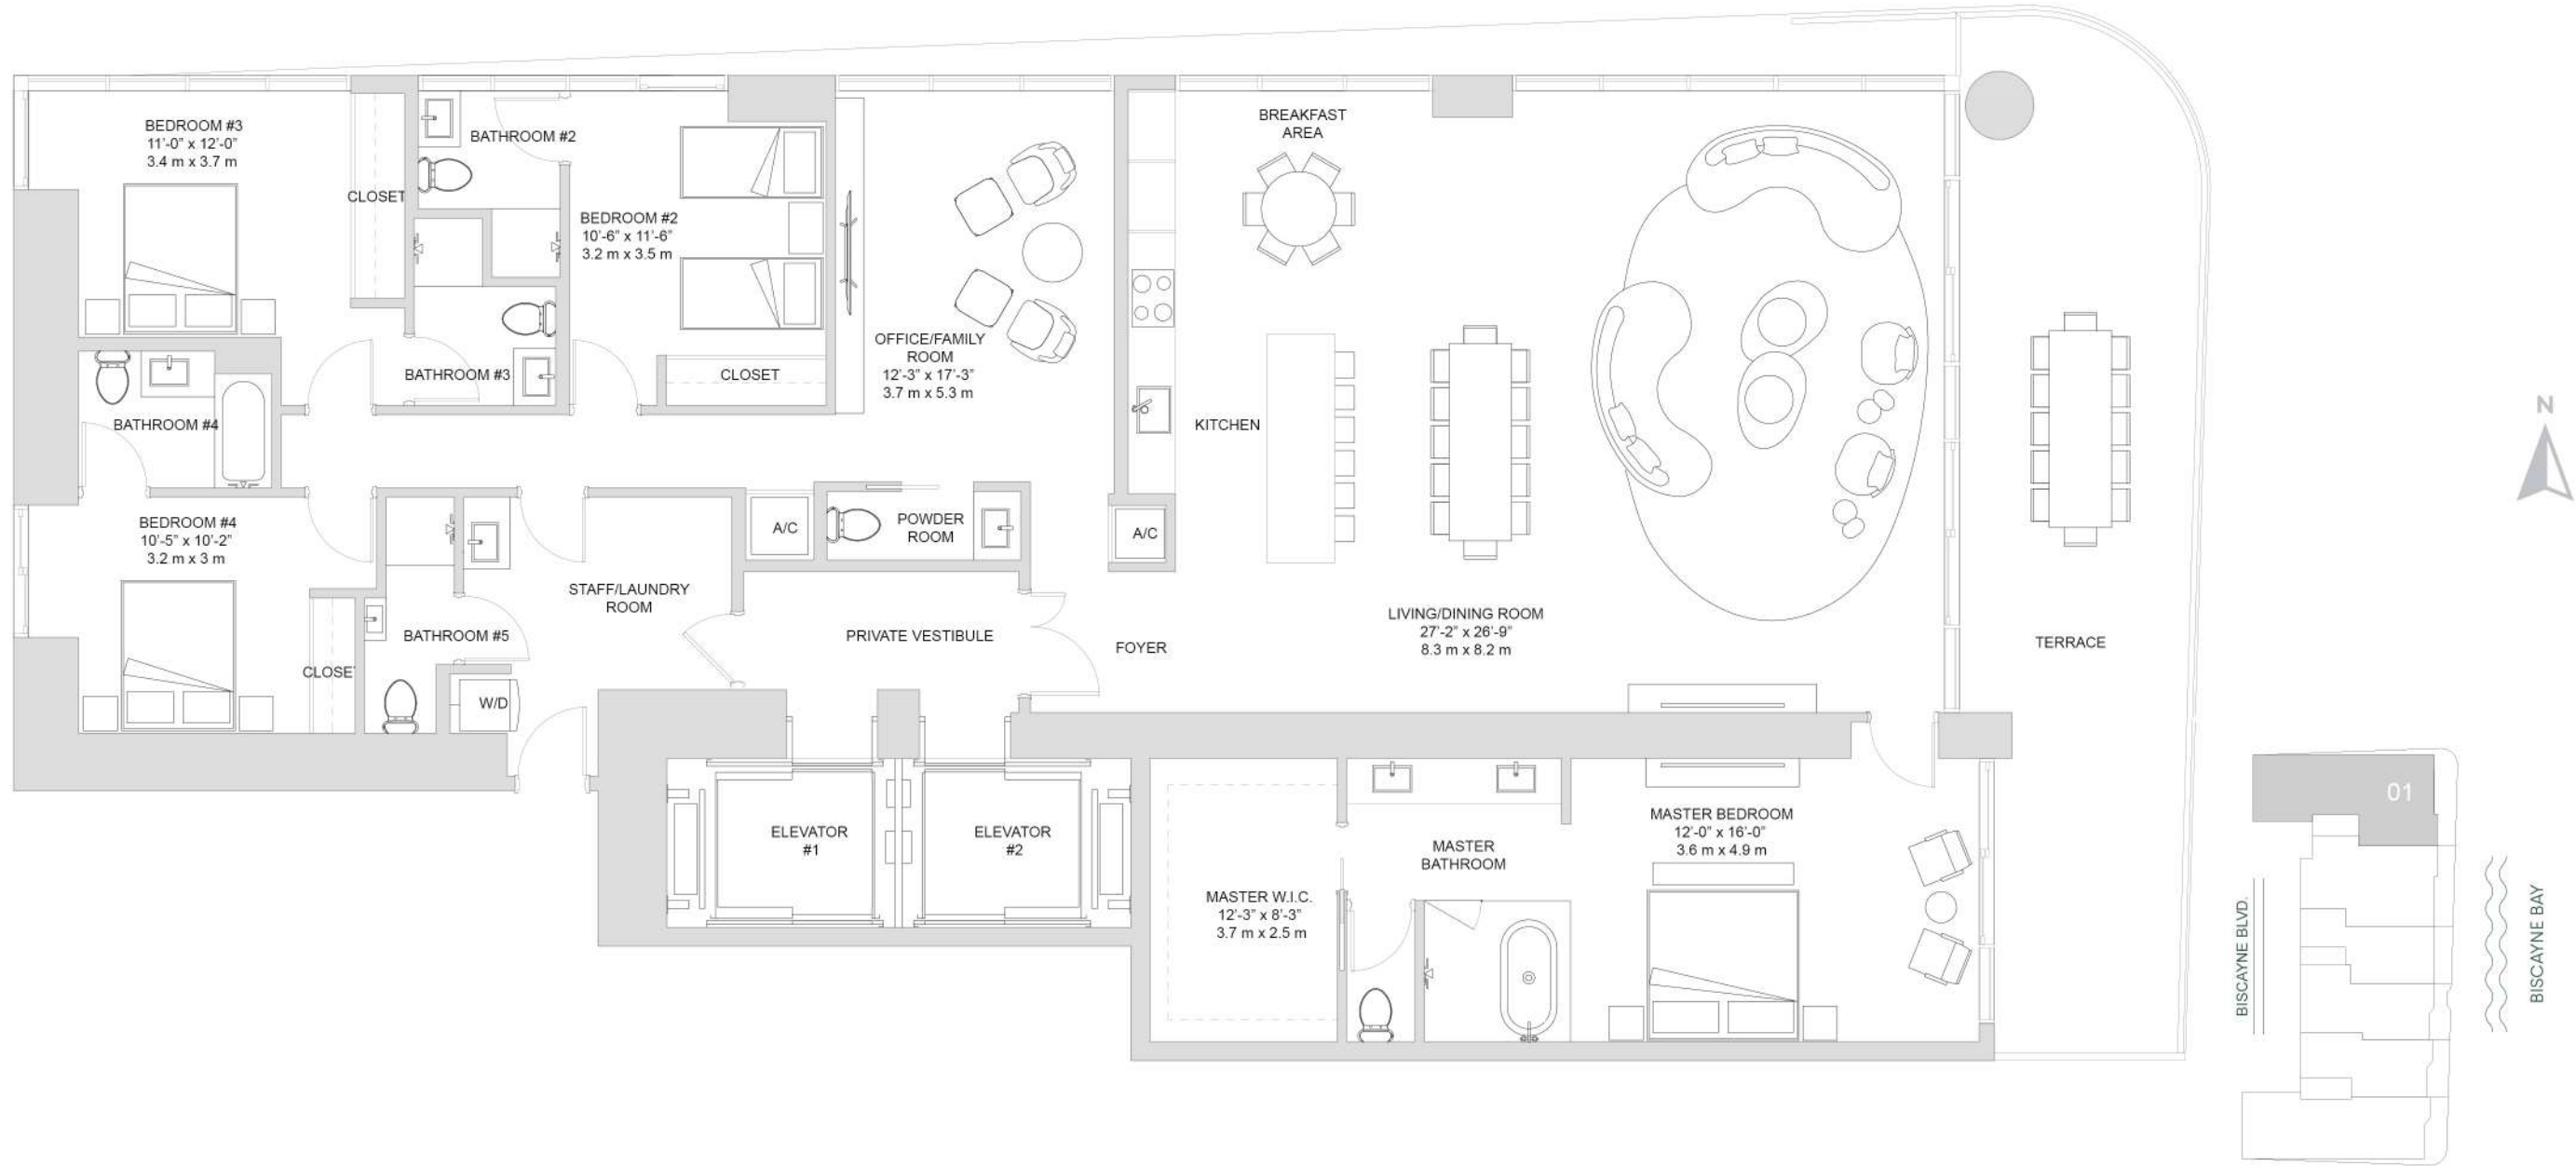 BEDROOM #3
11'-0" x 12'-0"
3.4 m x 3.7 m
CLOSET
BATHROOM #2
BEDROOM #2
10'-6" x 11'-6"
3.2 m x 3.5 m
BATHROOM #3
CLOSET
OFFICE/FAMILY
ROOM
12'-3" x 17'-3"
3.7 m x 5.3 m
BREAKFAST
AREA
KITCHEN
BATHROOM #4
BEDROOM #4
10'-5" x 10'-2"
3.2 m x 3 m
CLOSE
BATHROOM #5
W/D
STAFF/LAUNDRY
ROOM
A/C
POWDER
ROOM
A/C
PRIVATE VESTIBULE
FOYER
LIVING/DINING ROOM
27'-2" x 26'-9"
8.3 m x 8.2 m
TERRACE
ELEVATOR
#1
ELEVATOR
#2
MASTER W.I.C.
12'-3" x 8'-3"
3.7 m x 2.5 m
MASTER
BATHROOM
MASTER BEDROOM
12'-0" x 16'-0"
3.6 m x 4.9 m
N
01
BISCAYNE BLVD.
BISCAYNE BAY